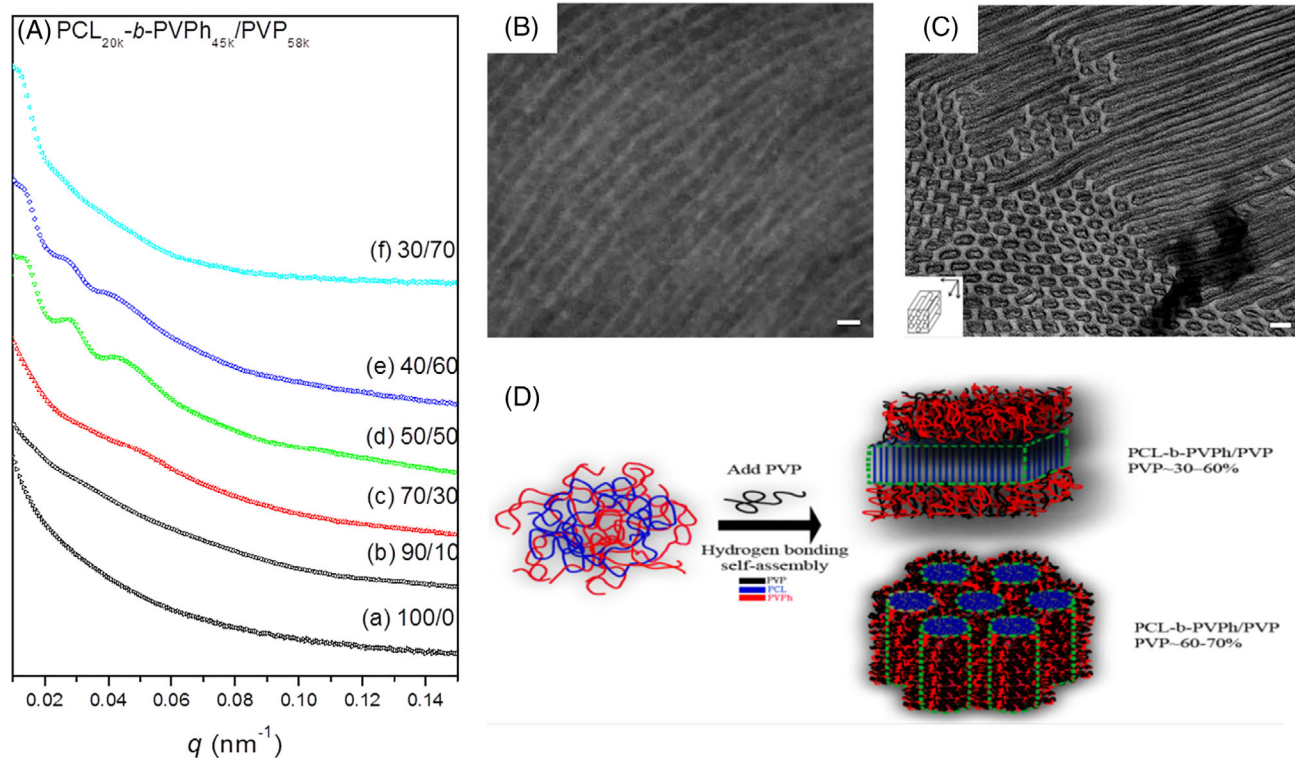 (A) PCL20k-b-PVPh45k/PVP58k
(f) 30/70
(e) 40/60
(d) 50/50
(c) 70/30
(b) 90/10
(a) 100/0
0.02 0.04 0.06 0.08 0.10 0.12 0.14
q (nm-1)
(B)
(C)
(D)
Add PVP
Hydrogen bonding
self-assembly
PVP
PCL
PVPh
PCL-b-PVPh/PVP
PVP~30–60%
PCL-b-PVPh/PVP
PVP~60-70%